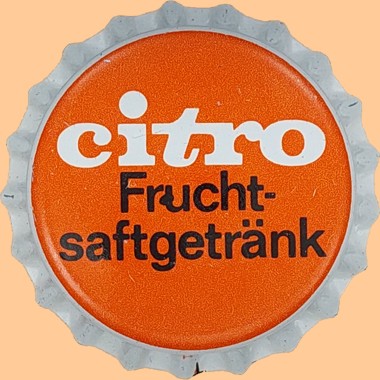 citro
Frucht-
saftgetränk